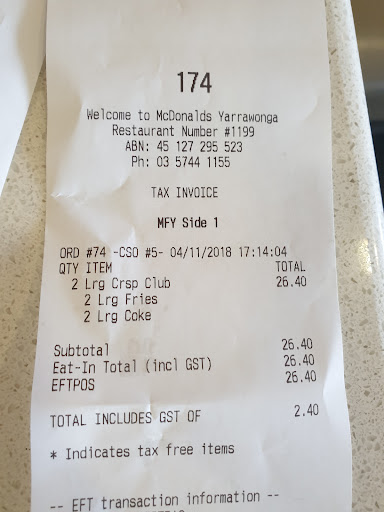 174
Welcome to McDonalds Yarrawonga
Restaurant Number #1199
ABN: 45 127 295 523
Ph: 03 5744 1155
TAX INVOICE
MFY Side 1
ORD #74 -CSO #5- 04/11/2018 17:14:04
QTY ITEM TOTAL
2 Lrg Crsp Club 26.40
2 Lrg Fries
2 Lrg Coke
Subtotal 26.40
Eat-In Total (incl GST) 26.40
EFTPOS 26.40
TOTAL INCLUDES GST OF 2.40
* Indicates tax free items
-- EFT transaction information --